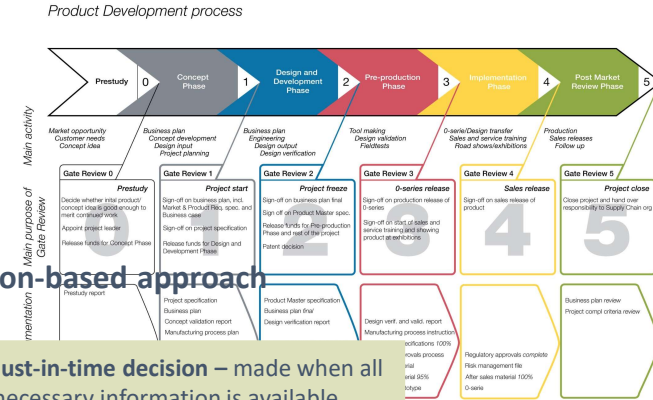 Product Development process
Prestudy
0
Concept
Phase
1
Design and
Development
Phase
2
Pre-production
Phase
3
Implementation
Phase
4
Post Market
Review Phase
5
Main activity
Market opportunity
Customer needs
Concept idea
Business plan
Concept development
Design input
Project planning
Business plan
Engineering
Design output
Design verification
Tool making
Design validation
Fieldtests
0-serie/Design transfer
Sales and service training
Road shows/exhibitions
Production
Sales releases
Follow up
Main purpose of
Gate Review
Gate Review 0
Prestudy
Decide whether inital product/
concept idea is good enough to
merit continued work
Appoint project leader
Release funds for Concept Phase
Gate Review 1
Project start
Sign-off on business plan, incl.
Market & Product Req. spec. and
Business case
Sign-off on project specification
Release funds for Design and
Development Phase
Gate Review 2
Project freeze
Sign-off on business plan final
Sign off on Product Master spec.
Release funds for Pre-production
Phase and rest of the project
Patent decision
2
Gate Review 3
0-series release
Sign-off on production release of
0-series
Sign-off on start of sales and
service training and showing
product at exhibitions
3
Gate Review 4
Sales release
Sign-off on sales release of
product
4
Gate Review 5
Project close
Close project and hand over
responsibility to Supply Chain org
5
on-based approach
mentation
Prestudy report
Project specification
Business plan
Concept validation report
Manufacturing process plan
Product Master specification
Business plan final
Design verification report
Design verif. and valid. report
Manufacturing process instruction
ecifications 100%
rovals process
rial
erial 95%
totype
Regulatory approvals complete
Risk management file
After sales material 100%
0-serie
Business plan review
Project compl criteria review
ust-in-time decision – made when all
necessary information is available